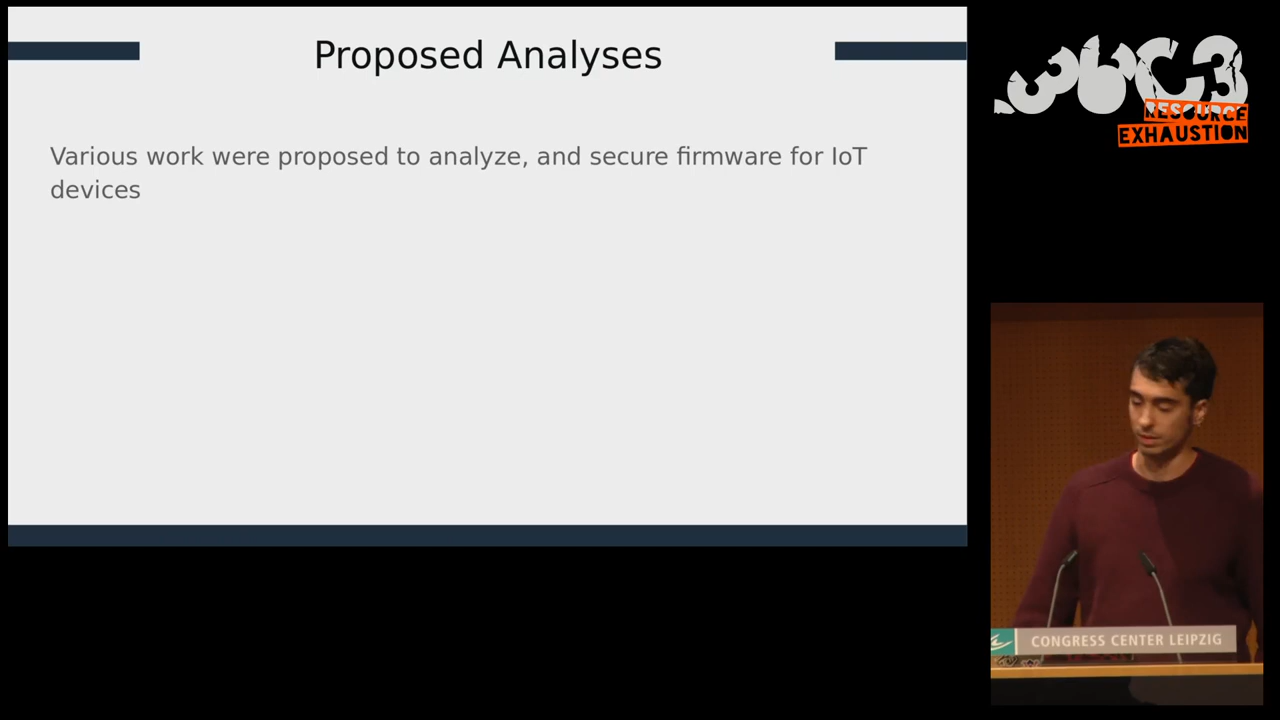 Proposed Analyses
Various work were proposed to analyze, and secure firmware for IoT
devices
36C3
RESOURCE
EXHAUSTION
CONGRESS CENTER LEIPZIG